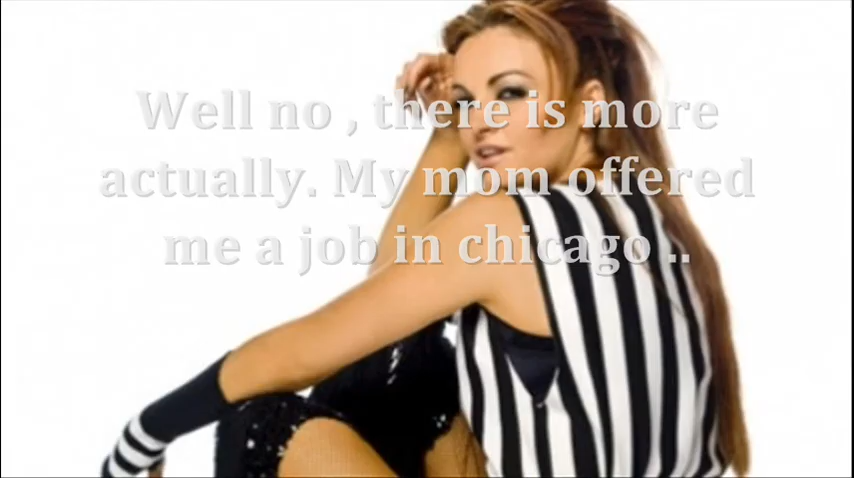 Well no , there is more
actually. My mom offered
me a job in chicago ..